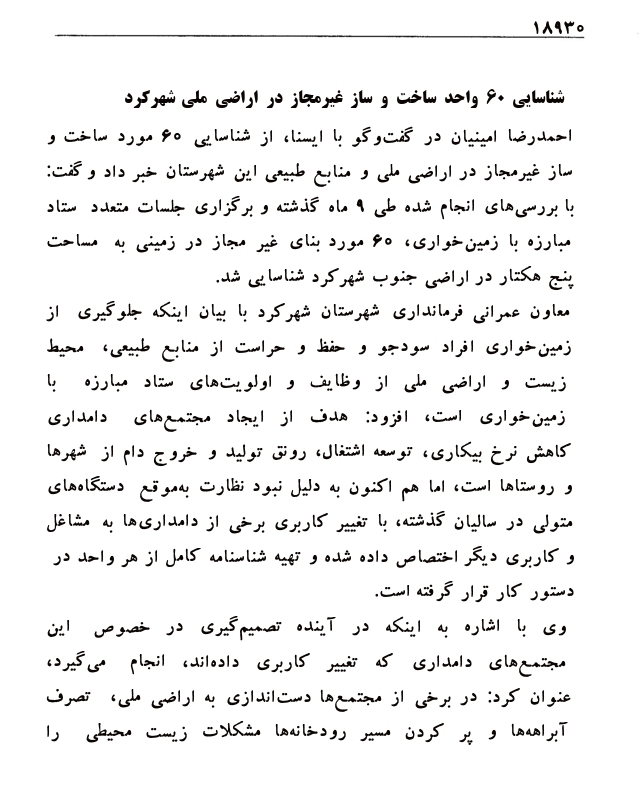 ۱۸۹۳۰
شناسایی ۶۰ واحد ساخت و ساز غیرمجاز در اراضی ملی شهرکرد
احمدرضا امینیان در گفت‌وگو با ایسنا، از شناسایی ۶۰ مورد ساخت و
ساز غیرمجاز در اراضی ملی و منابع طبیعی این شهرستان خبر داد و گفت:
با بررسی‌های انجام شده طی ۹ ماه گذشته و برگزاری جلسات متعدد ستاد
مبارزه با زمین‌خواری، ۶۰ مورد بنای غیر مجاز در زمینی به مساحت
پنج هکتار در اراضی جنوب شهرکرد شناسایی شد.
معاون عمرانی فرمانداری شهرستان شهرکرد با بیان اینکه جلوگیری از
زمین‌خواری افراد سودجو و حفظ و حراست از منابع طبیعی، محیط
زیست و اراضی ملی از وظایف و اولویت‌های ستاد مبارزه با
زمین‌خواری است، افزود: هدف از ایجاد مجتمع‌های دامداری
کاهش نرخ بیکاری، توسعه اشتغال، رونق تولید و خروج دام از شهرها
و روستاها است، اما هم اکنون به دلیل نبود نظارت به‌موقع دستگاه‌های
متولی در سالیان گذشته، با تغییر کاربری برخی از دامداری‌ها به مشاغل
و کاربری دیگر اختصاص داده شده و تهیه شناسنامه کامل از هر واحد در
دستور کار قرار گرفته است.
وی با اشاره به اینکه در آینده تصمیم‌گیری در خصوص این
مجتمع‌های دامداری که تغییر کاربری داده‌اند، انجام می‌گیرد،
عنوان کرد: در برخی از مجتمع‌ها دست‌اندازی به اراضی ملی، تصرف
آبراهه‌ها و پر کردن مسیر رودخانه‌ها مشکلات زیست محیطی را